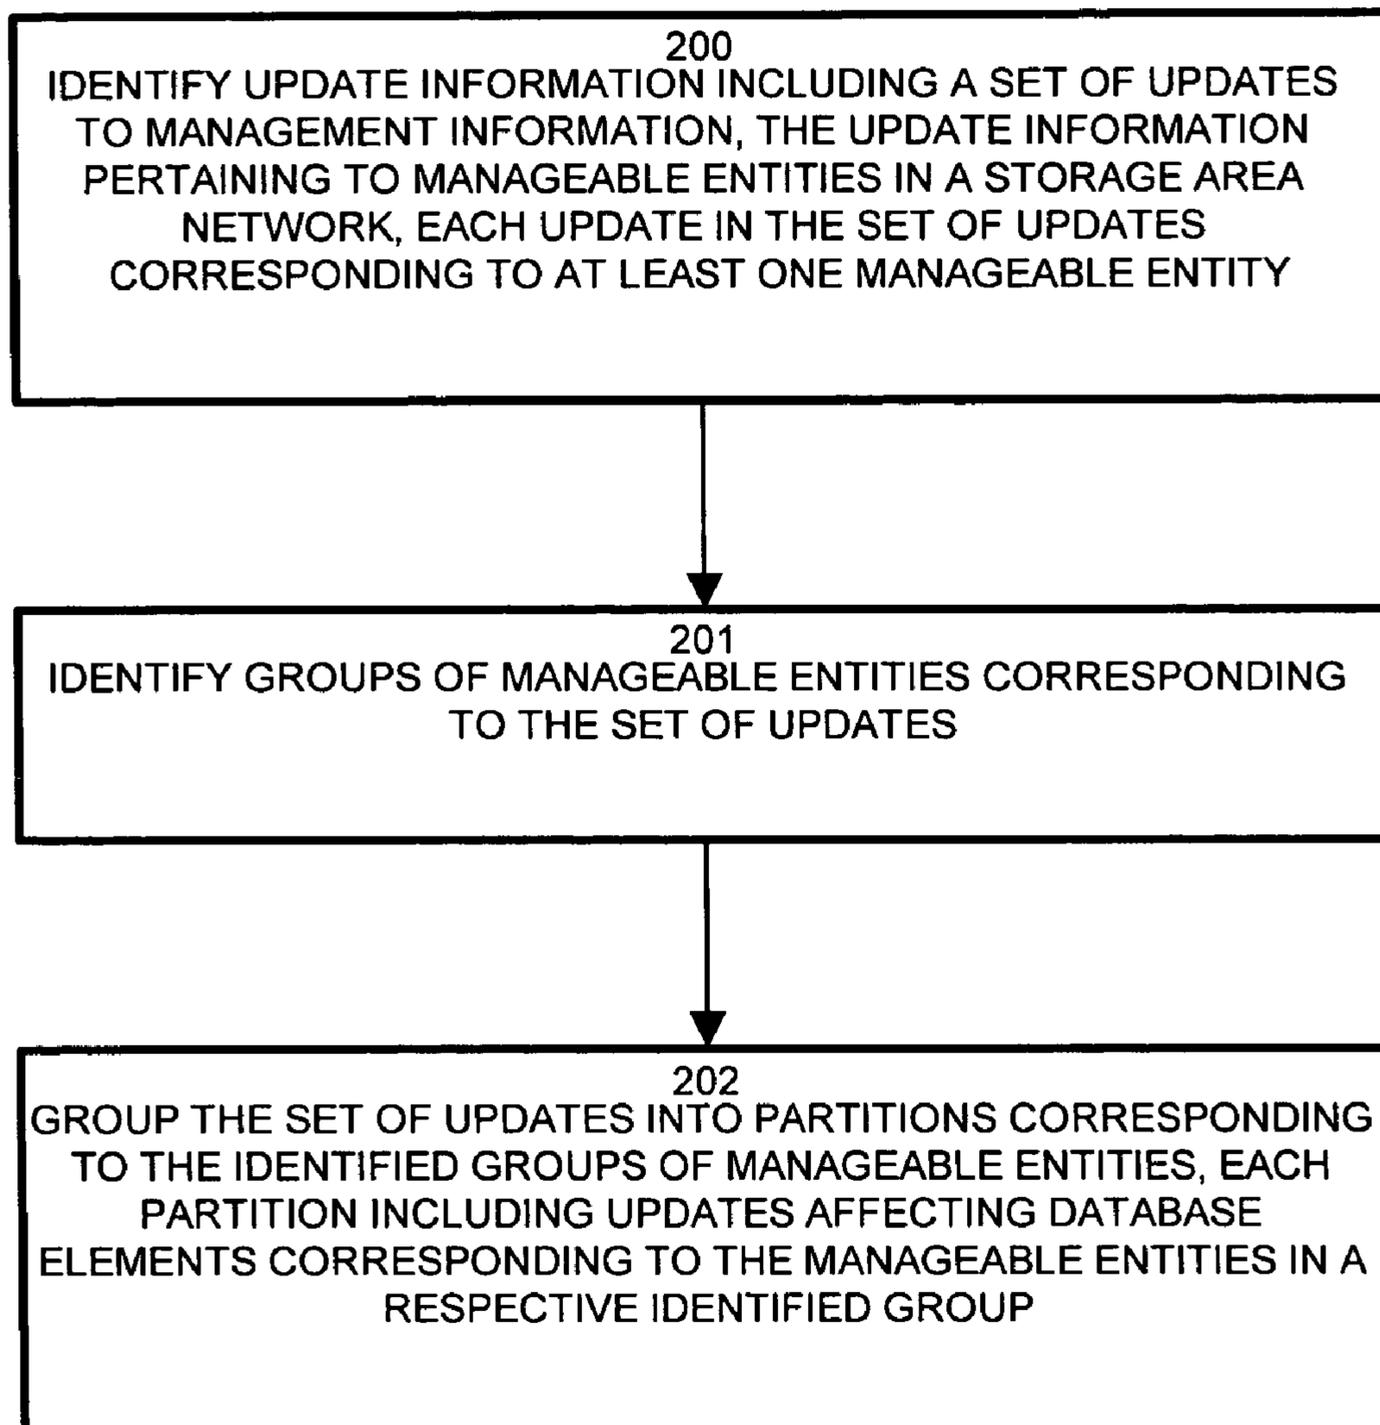 200
IDENTIFY UPDATE INFORMATION INCLUDING A SET OF UPDATES
TO MANAGEMENT INFORMATION, THE UPDATE INFORMATION
PERTAINING TO MANAGEABLE ENTITIES IN A STORAGE AREA
NETWORK, EACH UPDATE IN THE SET OF UPDATES
CORRESPONDING TO AT LEAST ONE MANAGEABLE ENTITY
201
IDENTIFY GROUPS OF MANAGEABLE ENTITIES CORRESPONDING
TO THE SET OF UPDATES
202
GROUP THE SET OF UPDATES INTO PARTITIONS CORRESPONDING
TO THE IDENTIFIED GROUPS OF MANAGEABLE ENTITIES, EACH
PARTITION INCLUDING UPDATES AFFECTING DATABASE
ELEMENTS CORRESPONDING TO THE MANAGEABLE ENTITIES IN A
RESPECTIVE IDENTIFIED GROUP